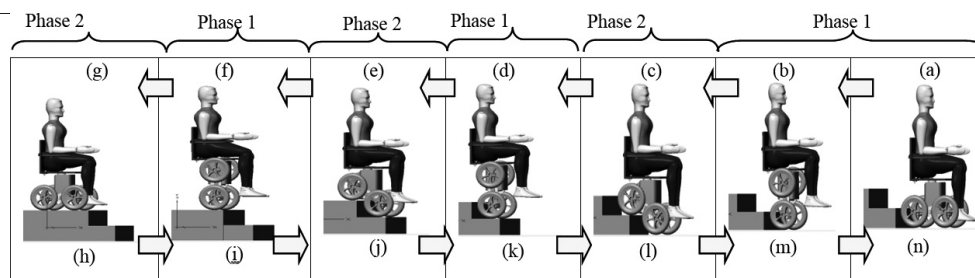 Phase 2 Phase 1 Phase 2 Phase 1 Phase 2 Phase 1
(g) (f) (e) (d) (c) (b) (a)
(h) (i) (j) (k) (l) (m) (n)